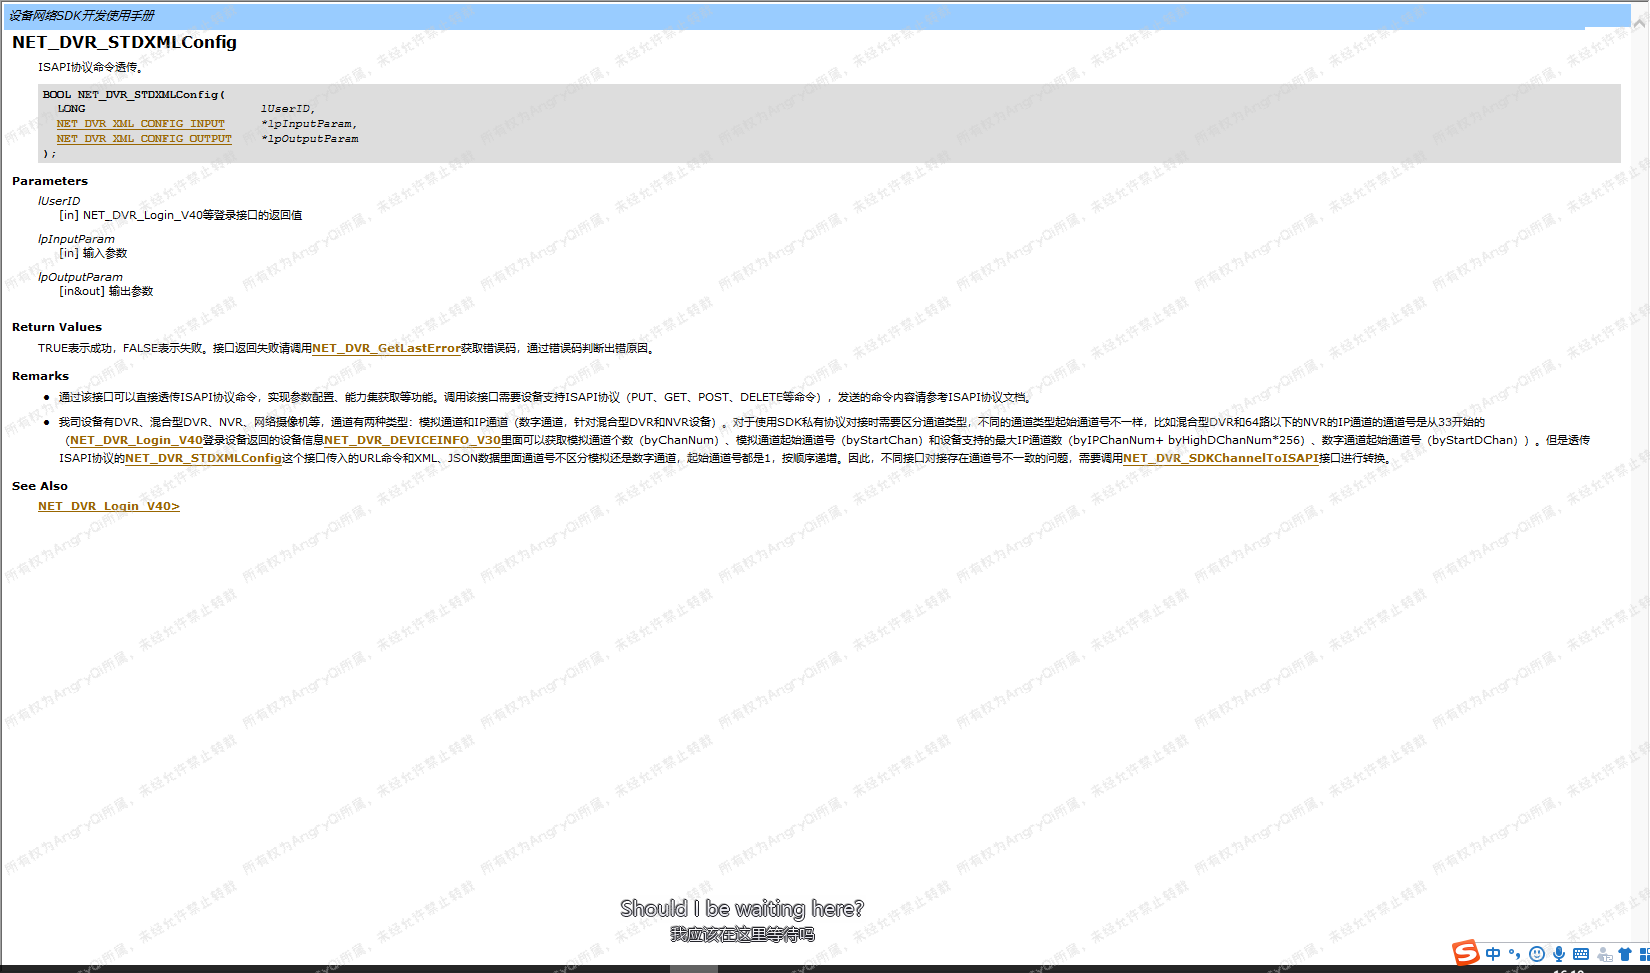 设备网络SDK开发使用手册
NET_DVR_STDXMLConfig
ISAPI协议命令透传。
BOOL NET_DVR_STDXMLConfig(
LONG lUserID,
NET_DVR_XML_CONFIG_INPUT *lpInputParam,
NET_DVR_XML_CONFIG_OUTPUT *lpOutputParam
);
Parameters
lUserID
[in] NET_DVR_Login_V40等登录接口的返回值
lpInputParam
[in] 输入参数
lpOutputParam
[in&out] 输出参数
Return Values
TRUE表示成功，FALSE表示失败。接口返回失败请调用NET_DVR_GetLastError获取错误码，通过错误码判断出错原因。
Remarks
● 通过该接口可以直接透传ISAPI协议命令，实现参数配置、能力集获取等功能。调用该接口需要设备支持ISAPI协议（PUT、GET、POST、DELETE等命令），发送的命令内容请参考ISAPI协议文档。
● 我司设备有DVR、混合型DVR、NVR、网络摄像机等，通道有两种类型：模拟通道和IP通道（数字通道，针对混合型DVR和NVR设备）。对于使用SDK私有协议对接时需要区分通道类型，不同的通道类型起始通道号不一样，比如混合型DVR和64路以下的NVR的IP通道的通道号是从33开始的
（NET_DVR_Login_V40登录设备返回的设备信息NET_DVR_DEVICEINFO_V30里面可以获取模拟通道个数（byChanNum）、模拟通道起始通道号（byStartChan）和设备支持的最大IP通道数（byIPChanNum+ byHighDChanNum*256）、数字通道起始通道号（byStartDChan））。但是透传
ISAPI协议的NET_DVR_STDXMLConfig这个接口传入的URL命令和XML、JSON数据里面通道号不区分模拟还是数字通道，起始通道号都是1，按顺序递增。因此，不同接口对接存在通道号不一致的问题，需要调用NET_DVR_SDKChannelToISAPI接口进行转换。
See Also
NET_DVR_Login_V40>
所有权为AngryQi所属，未经允许禁止转载
Should I be waiting here?
我应该在这里等待吗
中